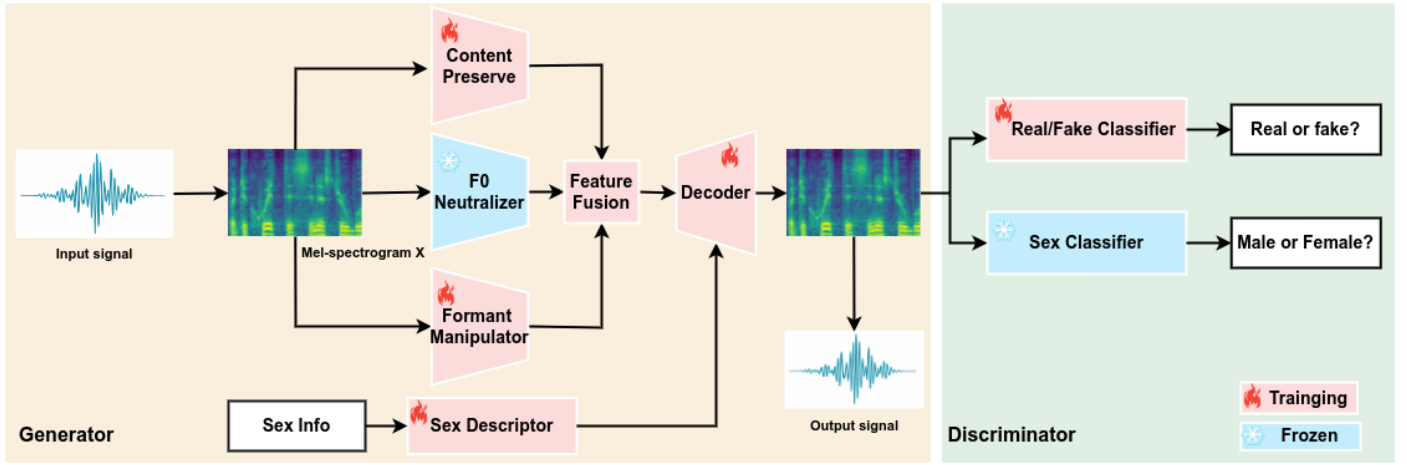 Content
Preserve
Real/Fake Classifier
Real or fake?
F0
Neutralizer
Feature
Fusion
Decoder
Input signal
Mel-spectrogram X
Sex Classifier
Male or Female?
Formant
Manipulator
Sex Info
Sex Descriptor
Output signal
Generator
Discriminator
Trainging
Frozen